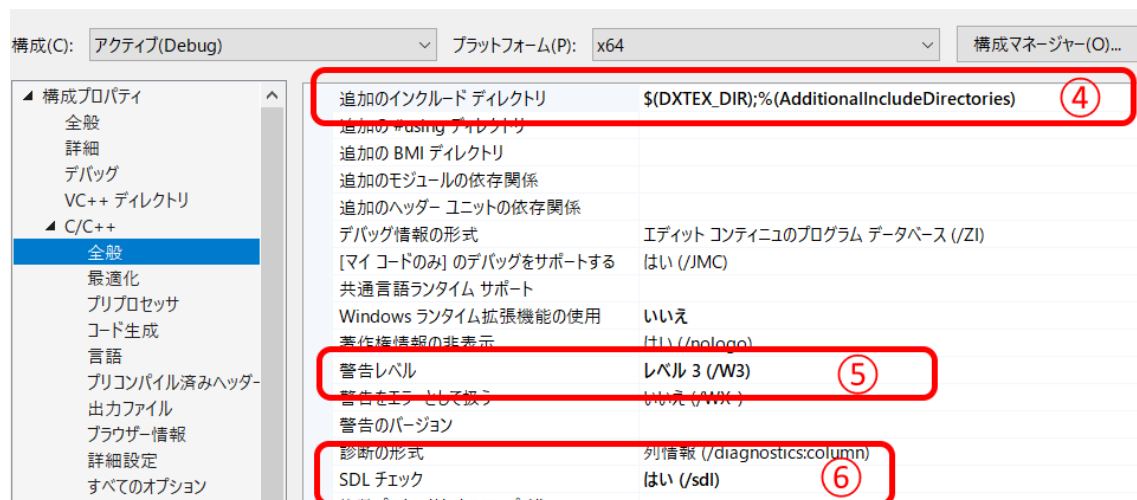 構成(C): アクティブ(Debug) プラットフォーム(P): x64 構成マネージャー(O)...
構成プロパティ
全般
詳細
デバッグ
VC++ ディレクトリ
C/C++
全般
最適化
プリプロセッサ
コード生成
言語
プリコンパイル済みヘッダー
出力ファイル
ブラウザー情報
詳細設定
すべてのオプション
追加のインクルード ディレクトリ $(DXTEX_DIR);%(AdditionalIncludeDirectories) ④
追加の #using ディレクトリ
追加の BMI ディレクトリ
追加のモジュールの依存関係
追加のヘッダー ユニットの依存関係
デバッグ情報の形式 エディット コンティニュのプログラム データベース (/ZI)
[マイ コードのみ] のデバッグをサポートする はい (/JMC)
共通言語ランタイム サポート
Windows ランタイム拡張機能の使用 いいえ
著作権情報の非表示 はい (/nologo)
警告レベル レベル 3 (/W3) ⑤
警告をエラーとして扱う いいえ (/WX-)
警告のバージョン
診断の形式 列情報 (/diagnostics:column)
SDL チェック はい (/sdl) ⑥